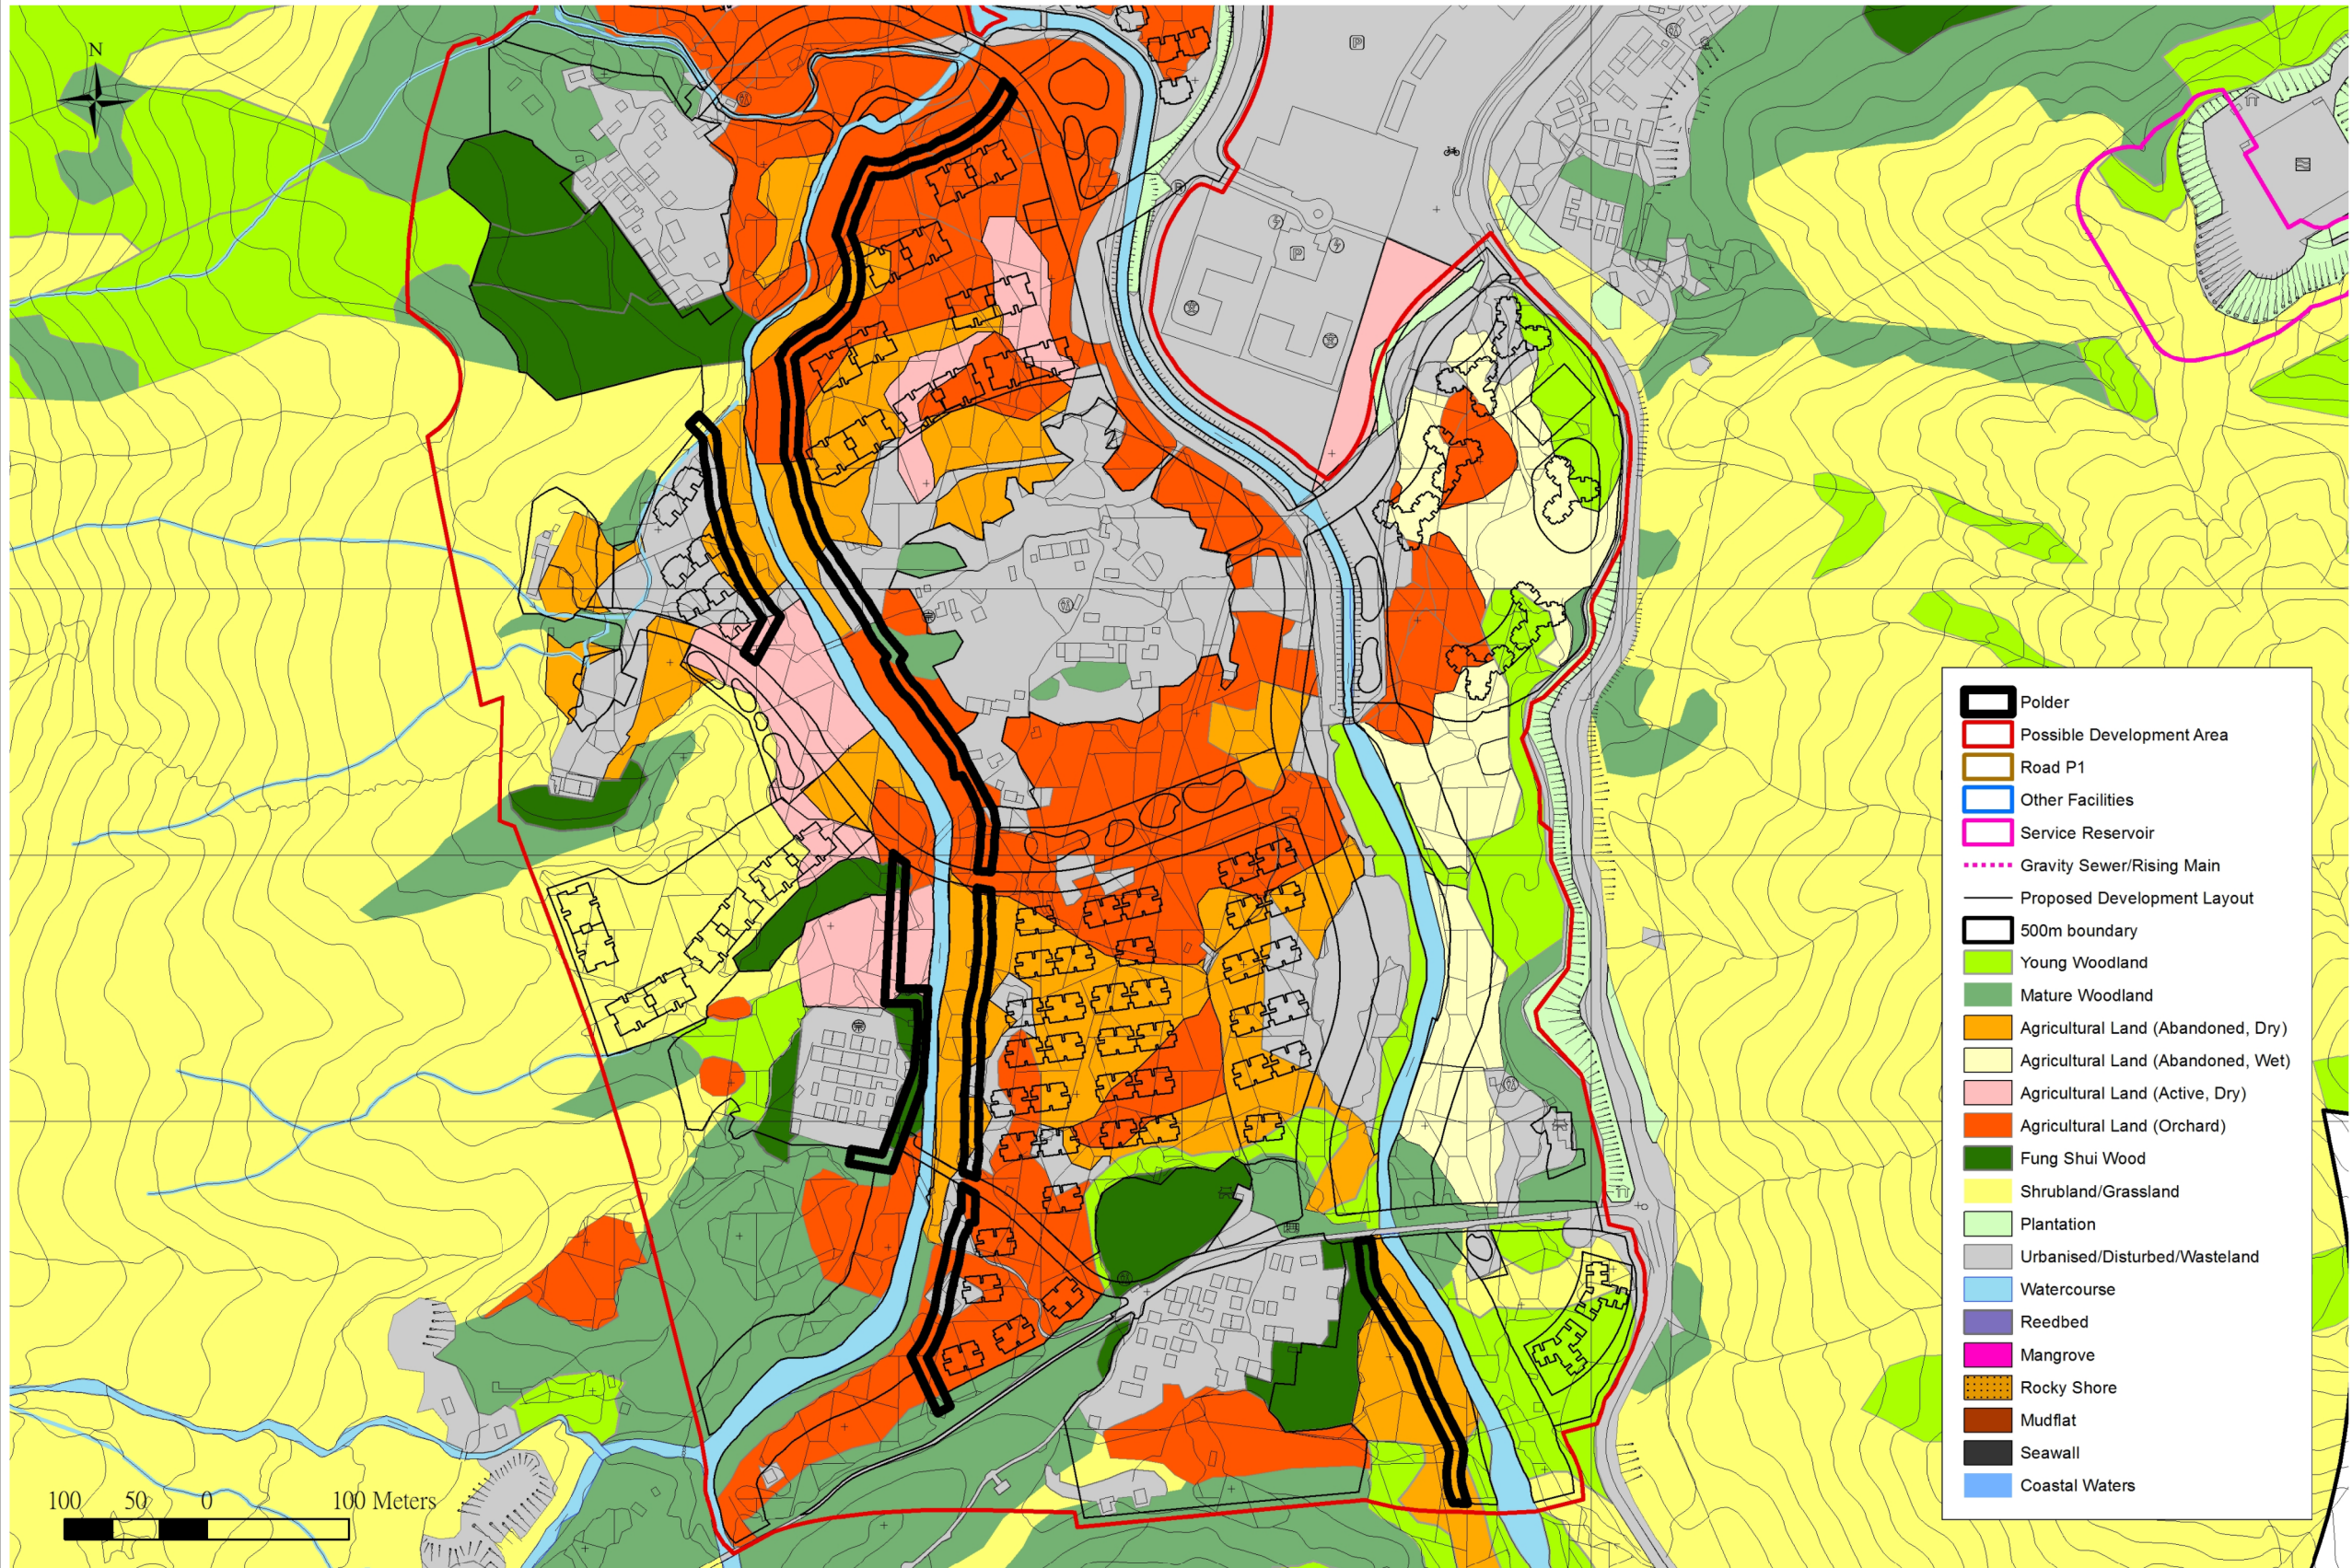 N
P
P
Polder
Possible Development Area
Road P1
Other Facilities
Service Reservoir
Gravity Sewer/Rising Main
Proposed Development Layout
500m boundary
Young Woodland
Mature Woodland
Agricultural Land (Abandoned, Dry)
Agricultural Land (Abandoned, Wet)
Agricultural Land (Active, Dry)
Agricultural Land (Orchard)
Fung Shui Wood
Shrubland/Grassland
Plantation
Urbanised/Disturbed/Wasteland
Watercourse
Reedbed
Mangrove
Rocky Shore
Mudflat
Seawall
Coastal Waters
100 50 0 100 Meters